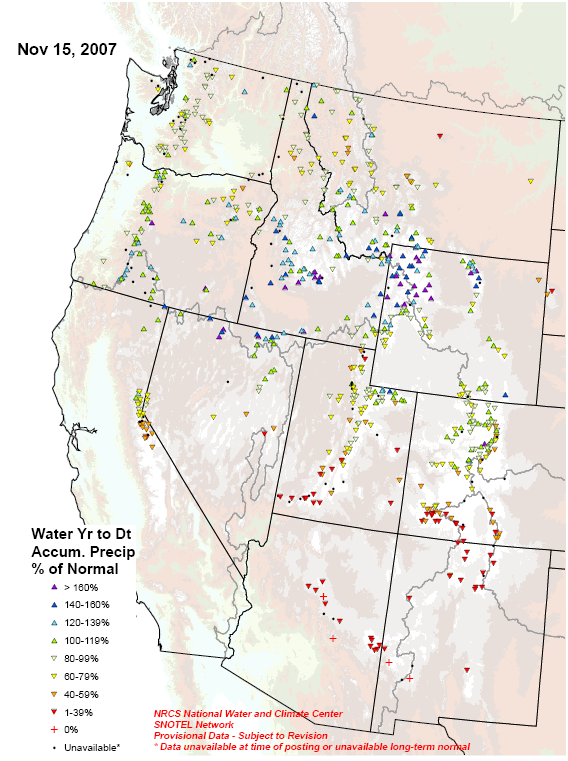 Nov 15, 2007
Water Yr to Dt
Accum. Precip
% of Normal
> 160%
140-160%
120-139%
100-119%
80-99%
60-79%
40-59%
1-39%
0%
Unavailable*
NRCS National Water and Climate Center
SNOTEL Network
Provisional Data - Subject to Revision
* Data unavailable at time of posting or unavailable long-term normal